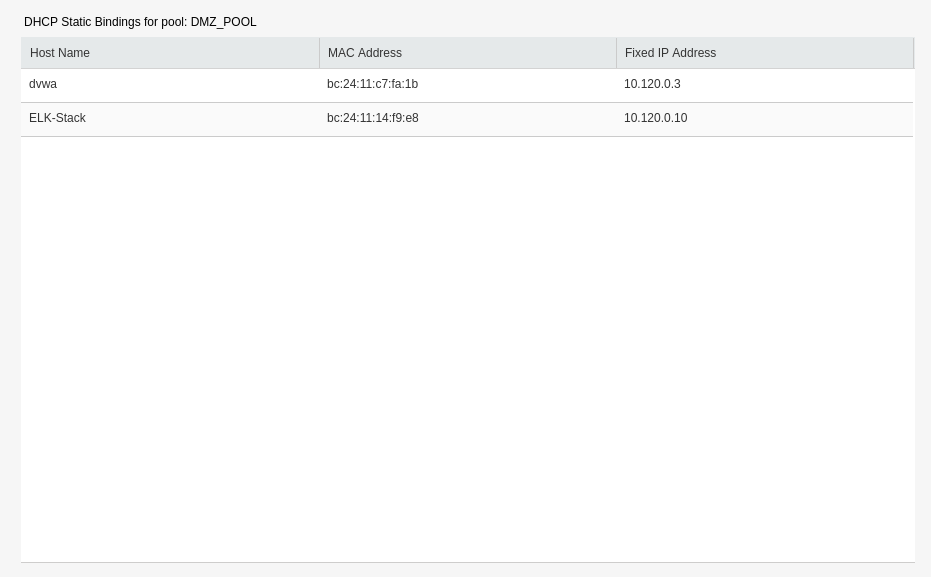 DHCP Static Bindings for pool: DMZ_POOL
Host Name MAC Address Fixed IP Address
dvwa bc:24:11:c7:fa:1b 10.120.0.3
ELK-Stack bc:24:11:14:f9:e8 10.120.0.10